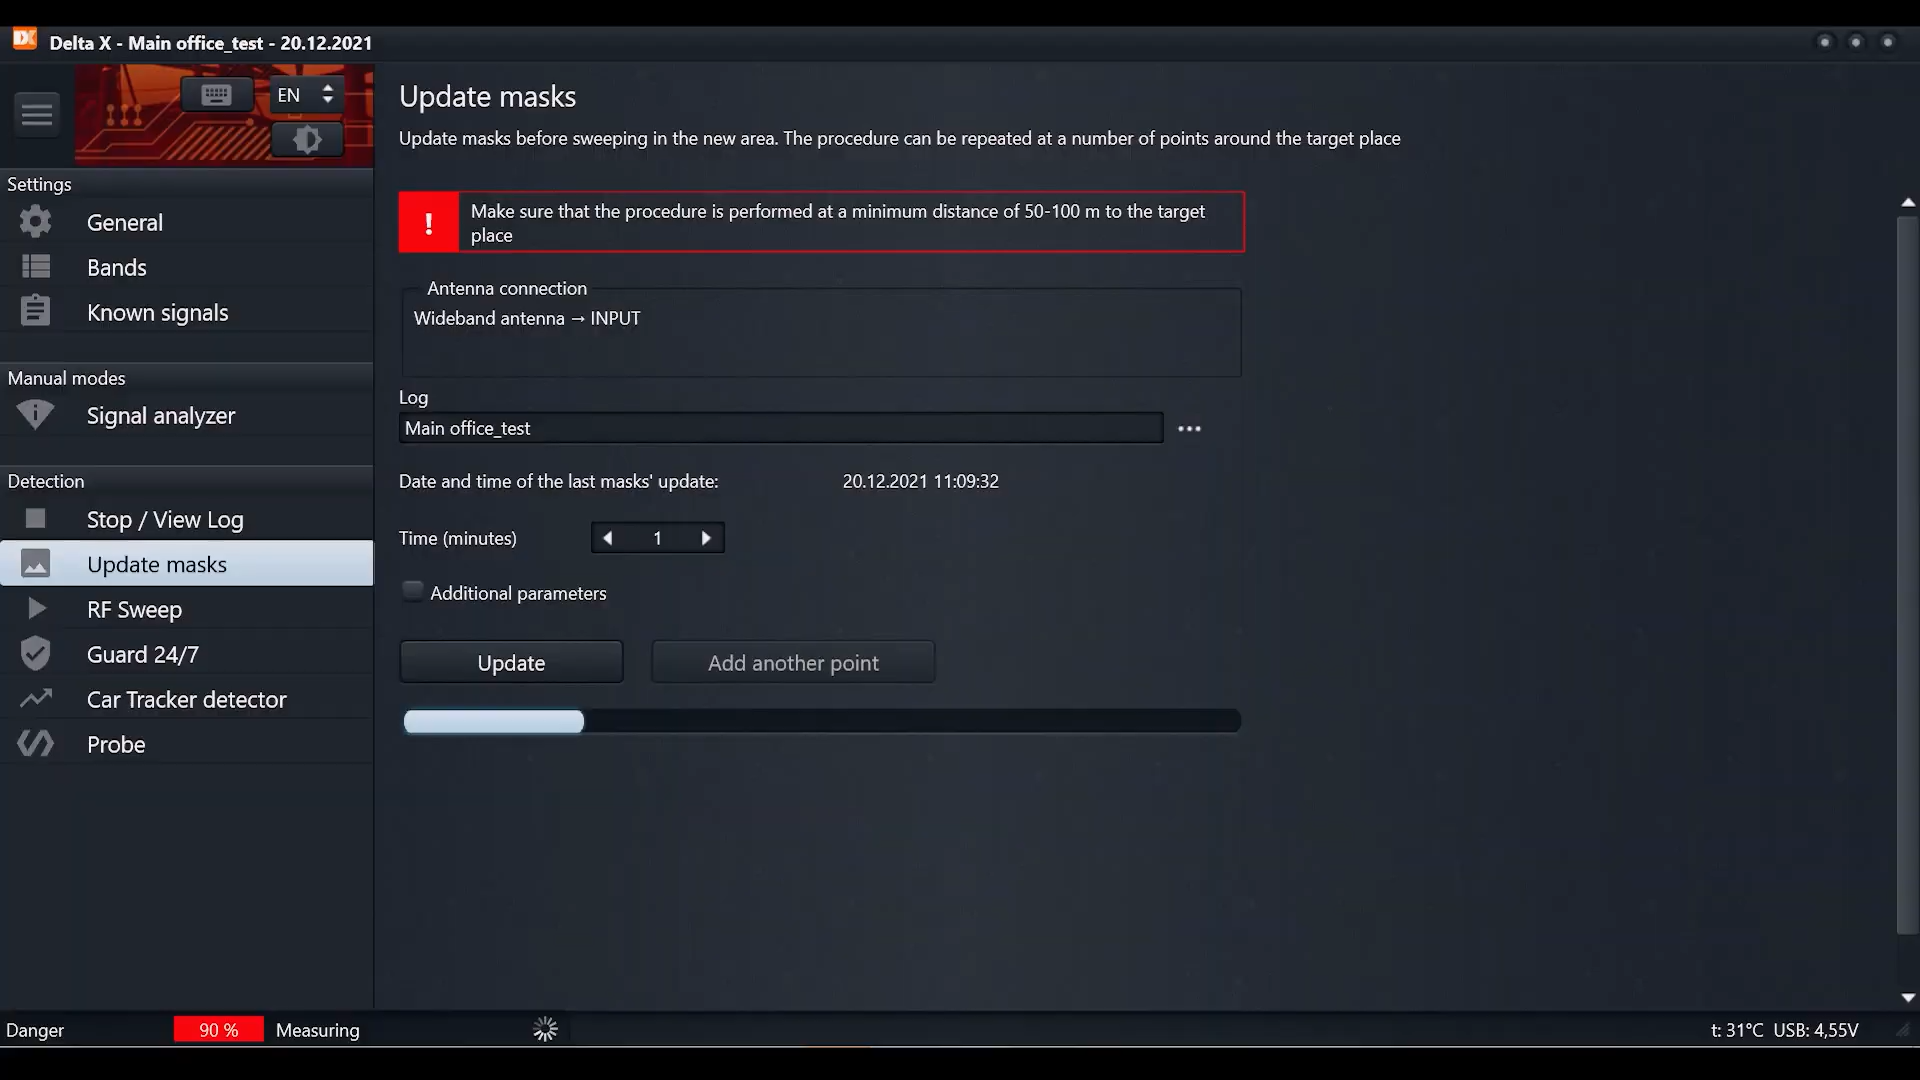 DX Delta X - Main office_test - 20.12.2021
EN
Settings
General
Bands
Known signals
Manual modes
Signal analyzer
Detection
Stop / View Log
Update masks
RF Sweep
Guard 24/7
Car Tracker detector
Probe
Update masks
Update masks before sweeping in the new area. The procedure can be repeated at a number of points around the target place
! Make sure that the procedure is performed at a minimum distance of 50-100 m to the target
place
Antenna connection
Wideband antenna → INPUT
Log
Main office_test
Date and time of the last masks' update: 20.12.2021 11:09:32
Time (minutes) 1
Additional parameters
Update Add another point
Danger 90 % Measuring t: 31°C USB: 4,55V